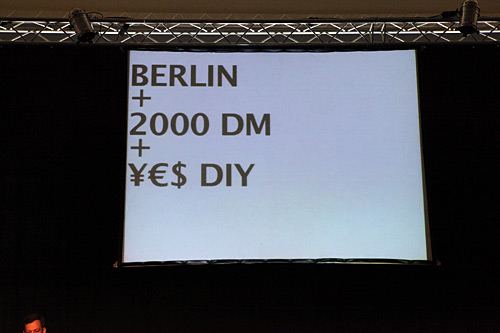 BERLIN
+
2000 DM
+
¥€$ DIY